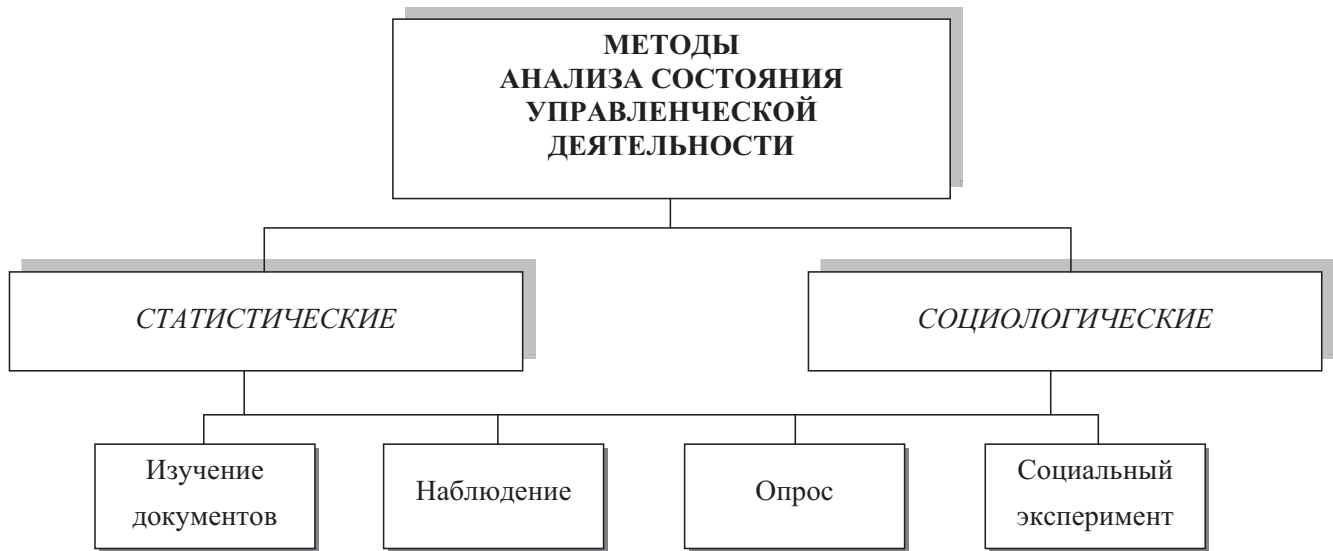 МЕТОДЫ
АНАЛИЗА СОСТОЯНИЯ
УПРАВЛЕНЧЕСКОЙ
ДЕЯТЕЛЬНОСТИ
СТАТИСТИЧЕСКИЕ
СОЦИОЛОГИЧЕСКИЕ
Изучение
документов
Наблюдение
Опрос
Социальный
эксперимент